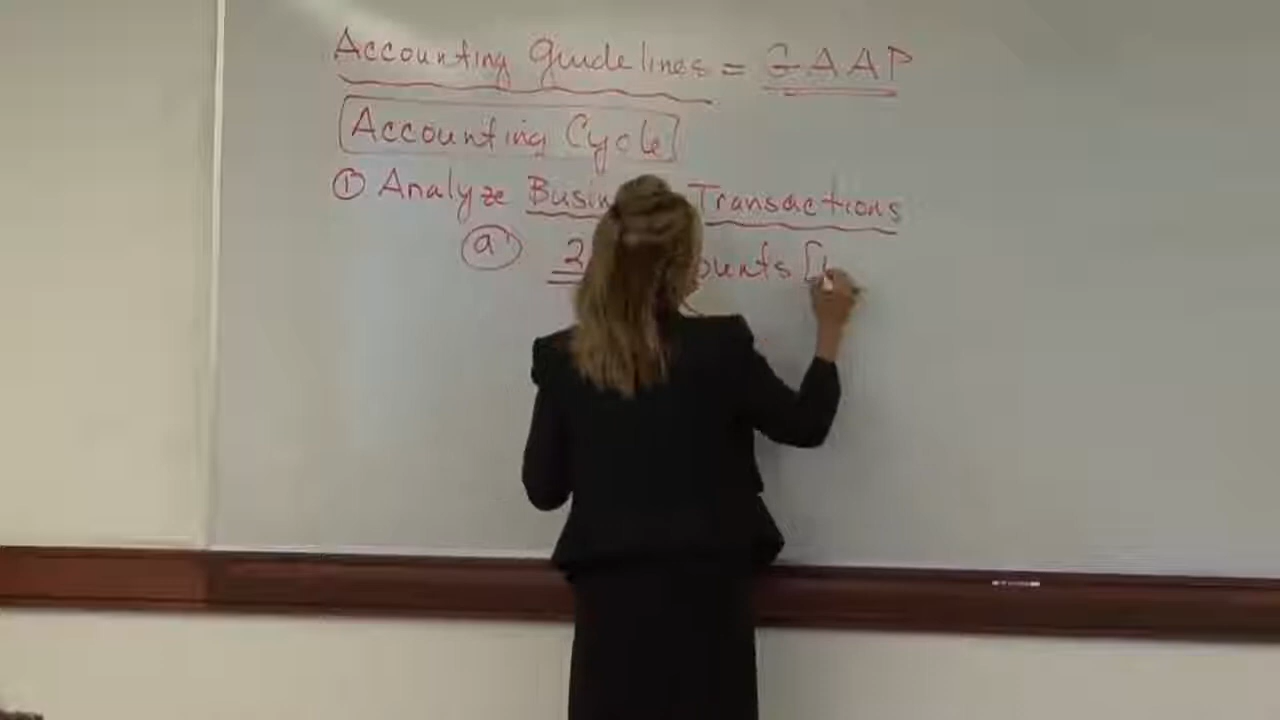 Accounting Guidelines = GAAP
Accounting Cycle
① Analyze Transactions
ⓐ 2